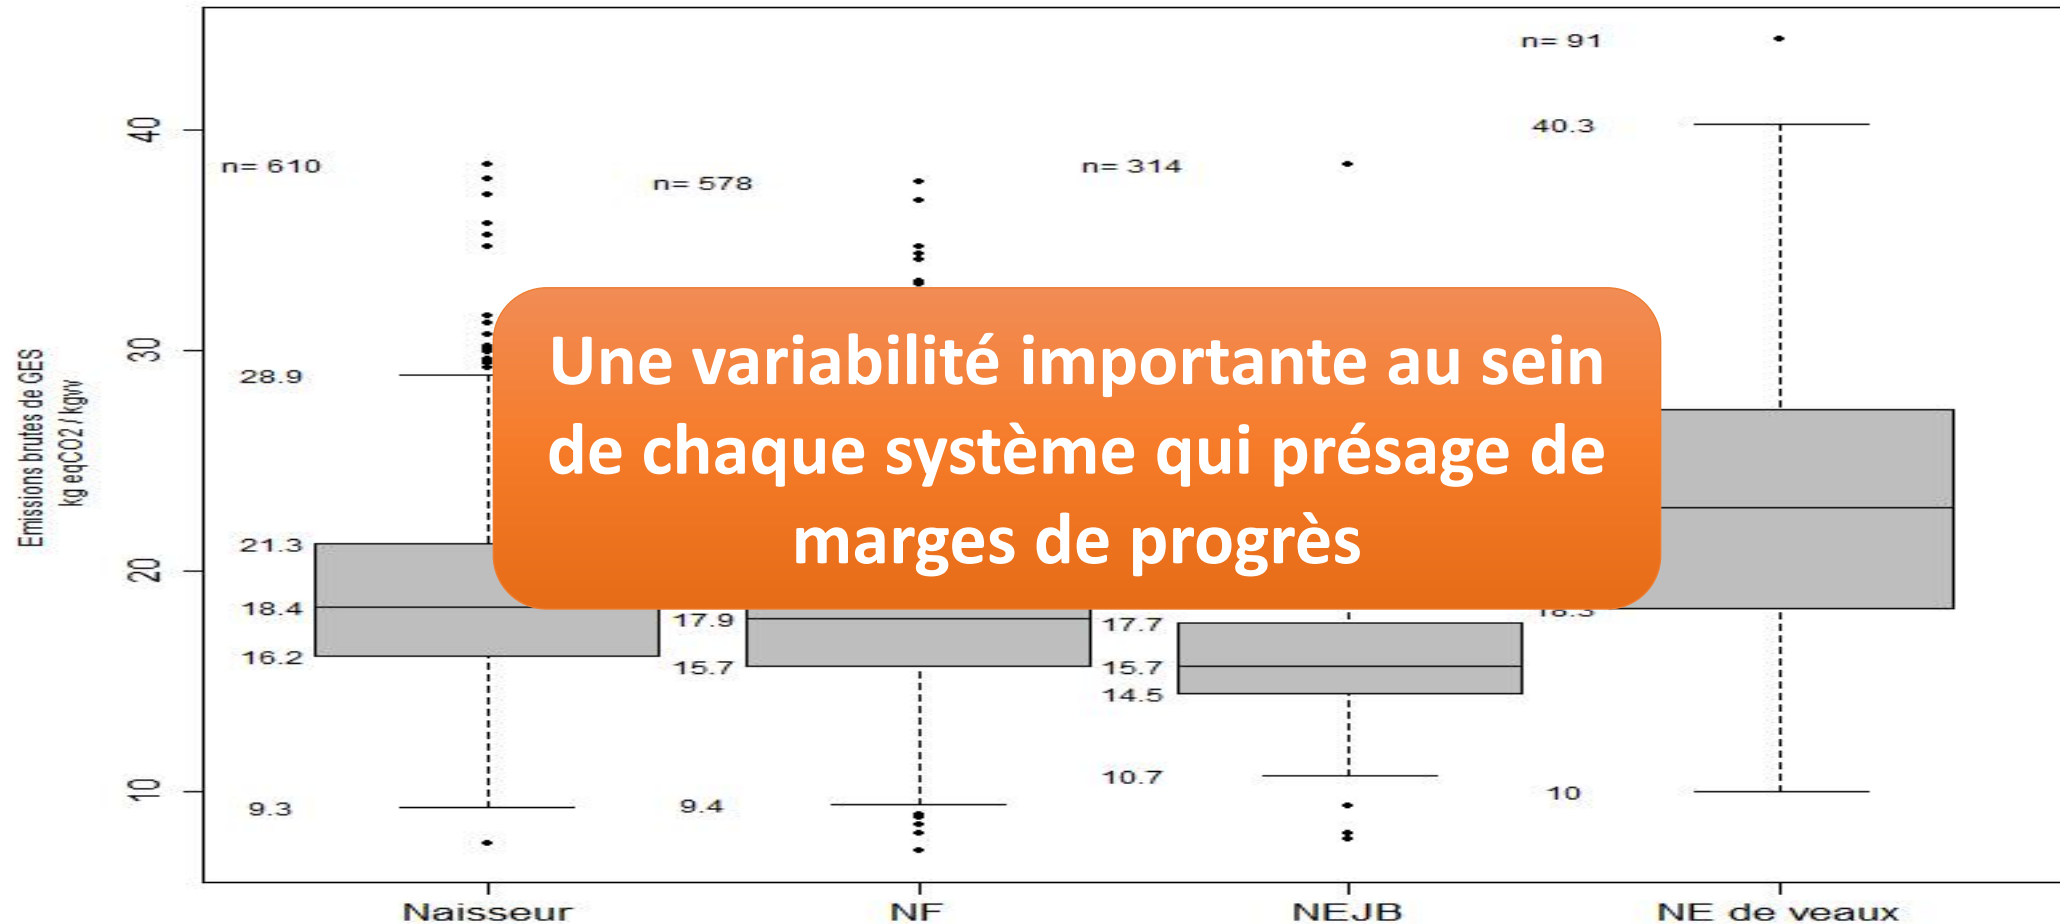 n= 91
40
40.3
n= 610
n= 578
n= 314
30
28.9
Emissions brutes de GES
kg eqCO2 / kgvv
Une variabilité importante au sein
de chaque système qui présage de
marges de progrès
21.3
20
18.4
16.2
17.9
15.7
17.7
15.7
14.5
18.3
10.7
10
9.3
9.4
10
Naisseur
NF
NEJB
NE de veaux